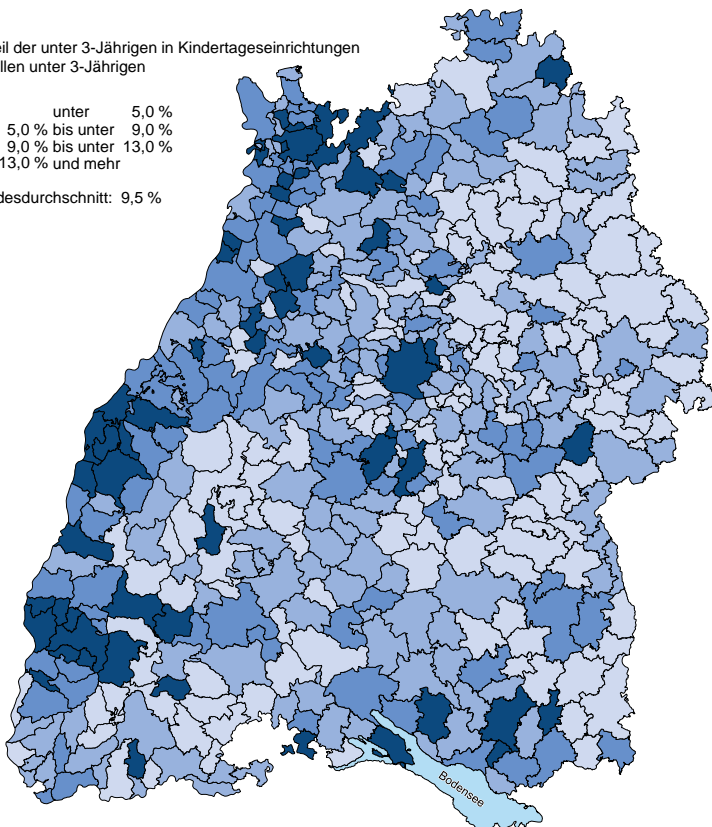 eil der unter 3-Jährigen in Kindertageseinrichtungen
llen unter 3-Jährigen
unter 5,0 %
5,0 % bis unter 9,0 %
9,0 % bis unter 13,0 %
13,0 % und mehr
desdurchschnitt: 9,5 %
Bodensee